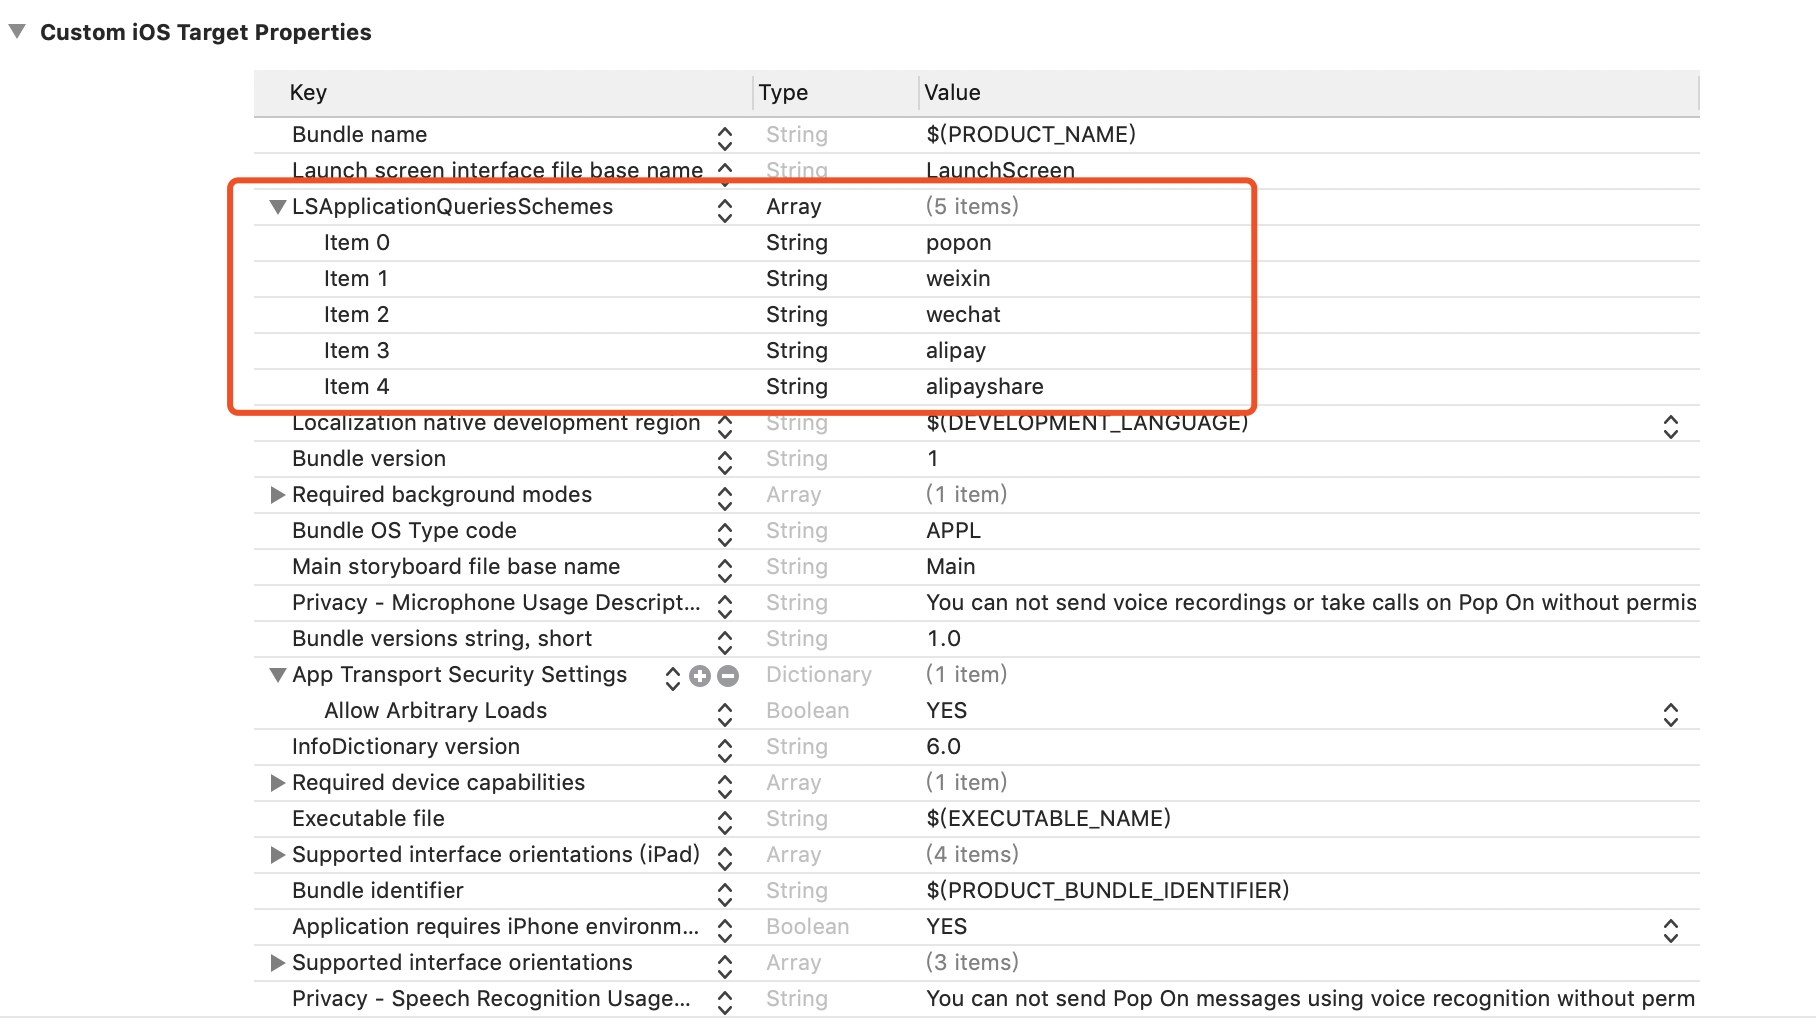 Custom iOS Target Properties
Key Type Value
Bundle name String $(PRODUCT_NAME)
Launch screen interface file base name String LaunchScreen
LSApplicationQueriesSchemes Array (5 items)
Item 0 String popon
Item 1 String weixin
Item 2 String wechat
Item 3 String alipay
Item 4 String alipayshare
Localization native development region String $(DEVELOPMENT_LANGUAGE)
Bundle version String 1
Required background modes Array (1 item)
Bundle OS Type code String APPL
Main storyboard file base name String Main
Privacy - Microphone Usage Descript... String You can not send voice recordings or take calls on Pop On without permis
Bundle versions string, short String 1.0
App Transport Security Settings Dictionary (1 item)
Allow Arbitrary Loads Boolean YES
InfoDictionary version String 6.0
Required device capabilities Array (1 item)
Executable file String $(EXECUTABLE_NAME)
Supported interface orientations (iPad) Array (4 items)
Bundle identifier String $(PRODUCT_BUNDLE_IDENTIFIER)
Application requires iPhone environm... Boolean YES
Supported interface orientations Array (3 items)
Privacy - Speech Recognition Usage... String You can not send Pop On messages using voice recognition without perm